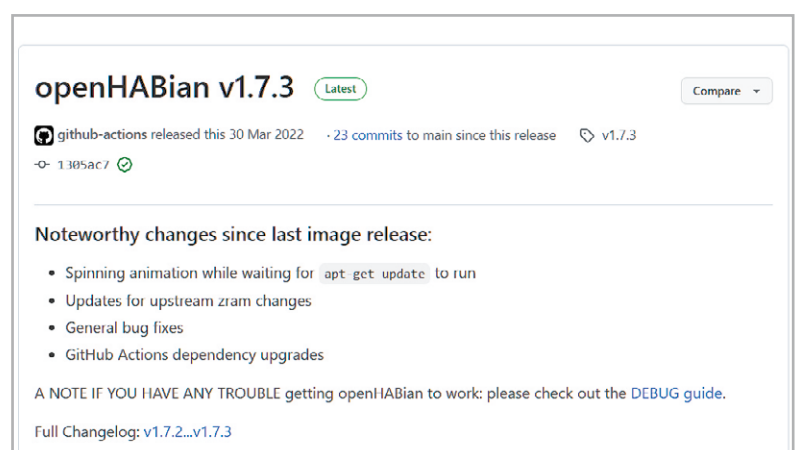 openHABian v1.7.3 Latest Compare
github-actions released this 30 Mar 2022 · 23 commits to main since this release v1.7.3
1305ac7
Noteworthy changes since last image release:
• Spinning animation while waiting for apt get update to run
• Updates for upstream zram changes
• General bug fixes
• GitHub Actions dependency upgrades
A NOTE IF YOU HAVE ANY TROUBLE getting openHABian to work: please check out the DEBUG guide.
Full Changelog: v1.7.2...v1.7.3